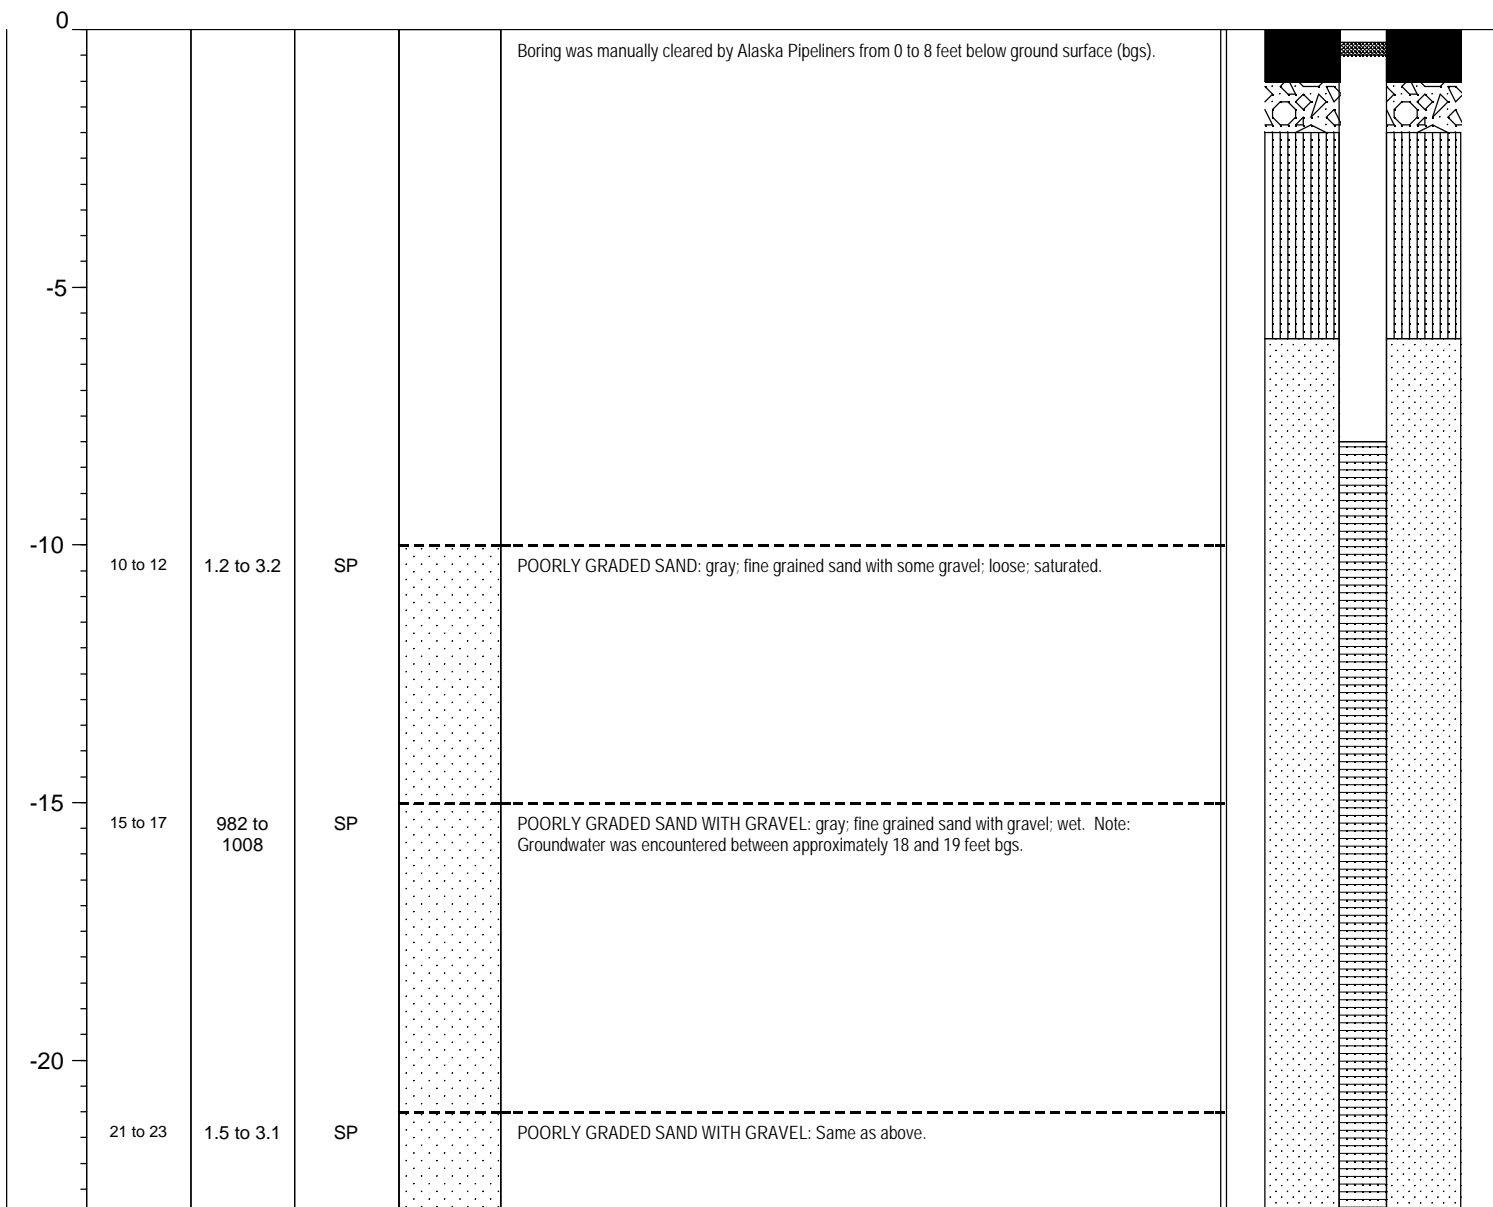 0
Boring was manually cleared by Alaska Pipeliners from 0 to 8 feet below ground surface (bgs).
-5
-10
10 to 12
1.2 to 3.2
SP
POORLY GRADED SAND: gray; fine grained sand with some gravel; loose; saturated.
-15
15 to 17
982 to
1008
SP
POORLY GRADED SAND WITH GRAVEL: gray; fine grained sand with gravel; wet. Note:
Groundwater was encountered between approximately 18 and 19 feet bgs.
-20
21 to 23
1.5 to 3.1
SP
POORLY GRADED SAND WITH GRAVEL: Same as above.